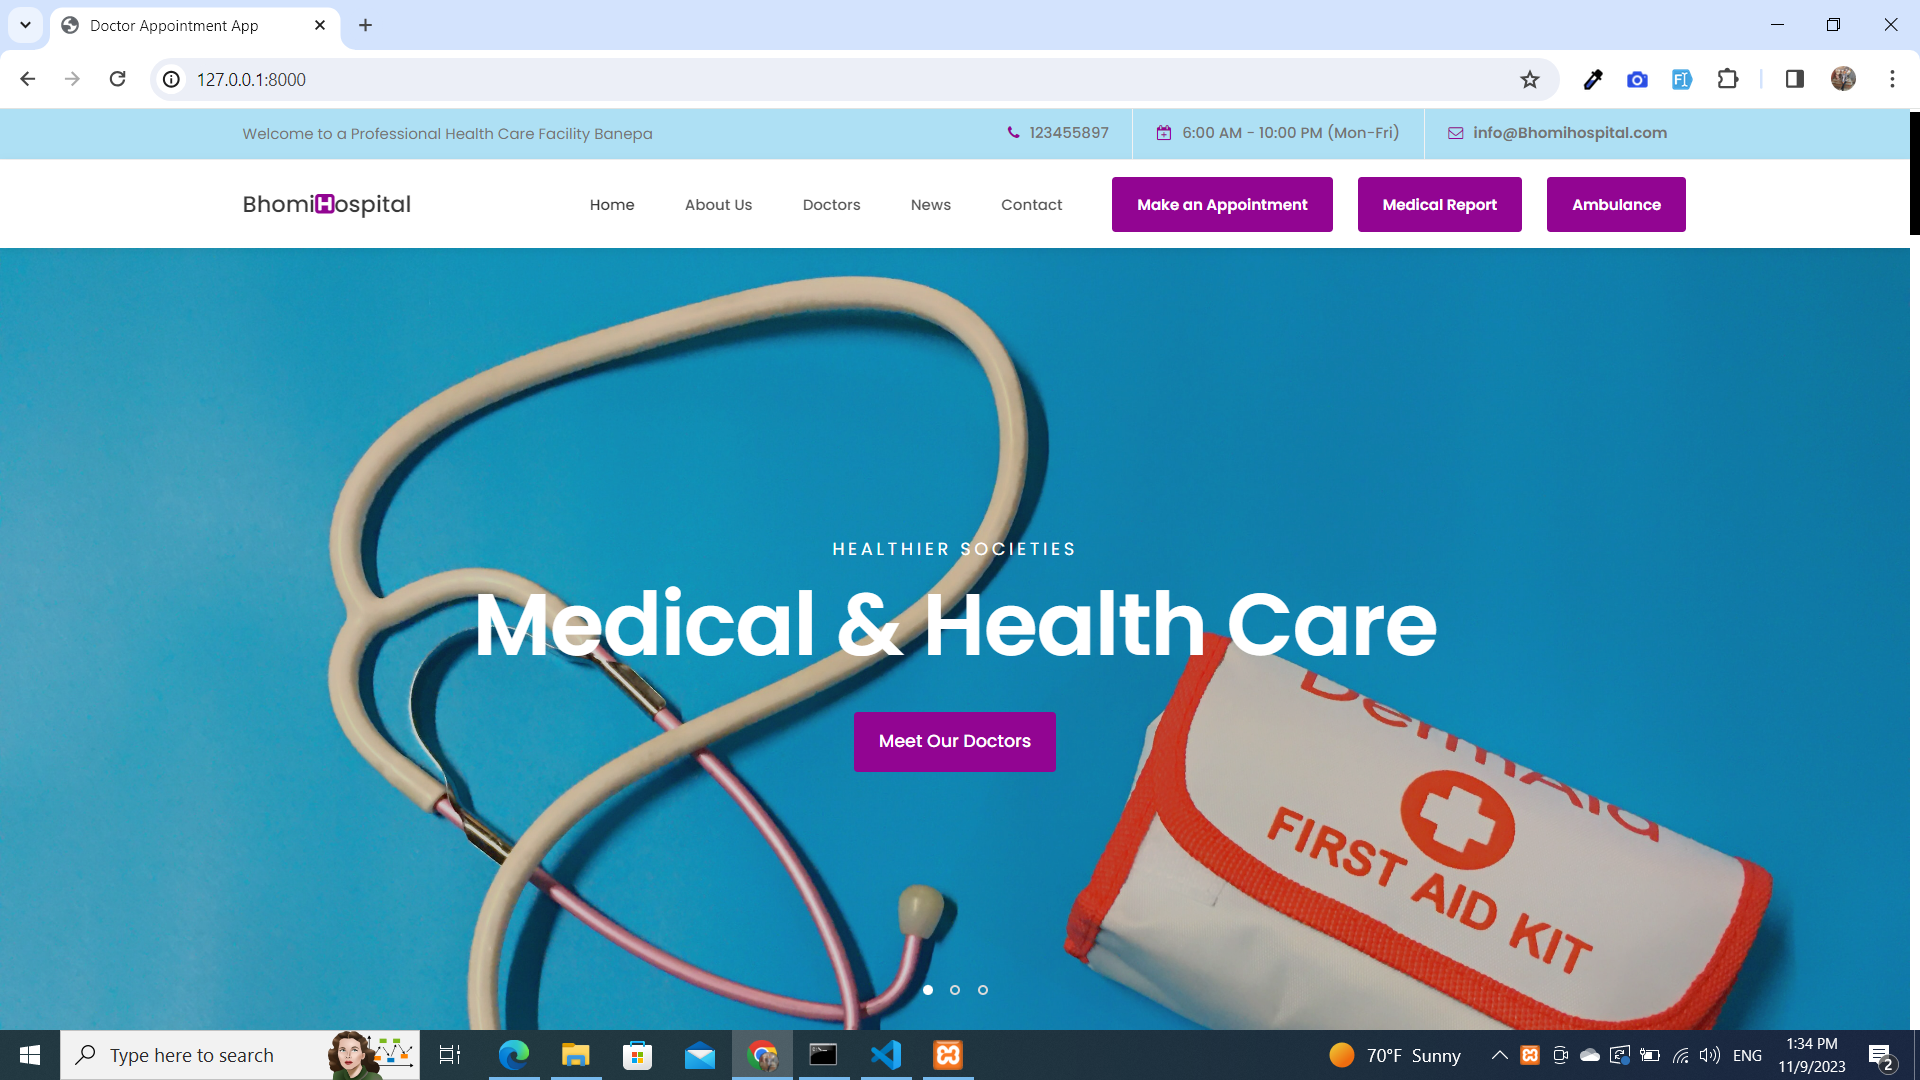 Doctor Appointment App
127.0.0.1:8000
Welcome to a Professional Health Care Facility Banepa
123455897
6:00 AM - 10:00 PM (Mon-Fri)
info@Bhomihospital.com
BhomiHospital
Home
About Us
Doctors
News
Contact
Make an Appointment
Medical Report
Ambulance
HEALTHIER SOCIETIES
Medical & Health Care
Meet Our Doctors
FIRST AID KIT
Type here to search
70°F Sunny
ENG
1:34 PM
11/9/2023
2